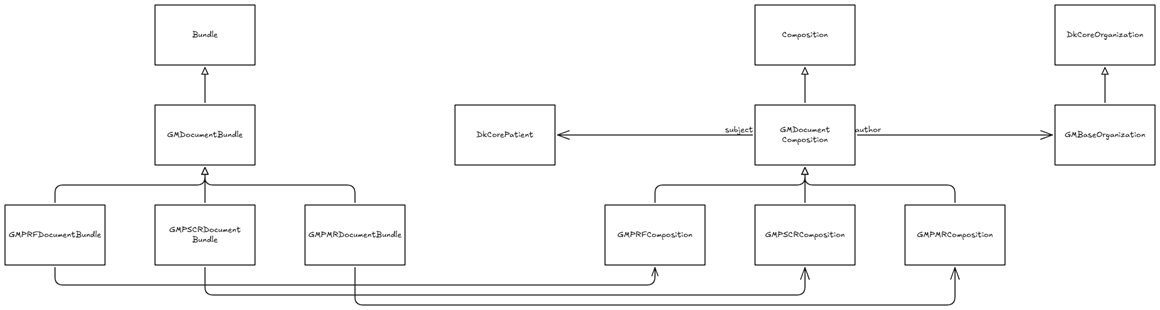 Bundle
Composition
DkCoreOrganization
GMDocumentBundle
DkCorePatient
subject
GMDocument
Composition
author
GMBaseOrganization
GMPRFDocumentBundle
GMPSCRDocument
Bundle
GMPMRDocumentBundle
GMPRFComposition
GMPSCRComposition
GMPMRComposition